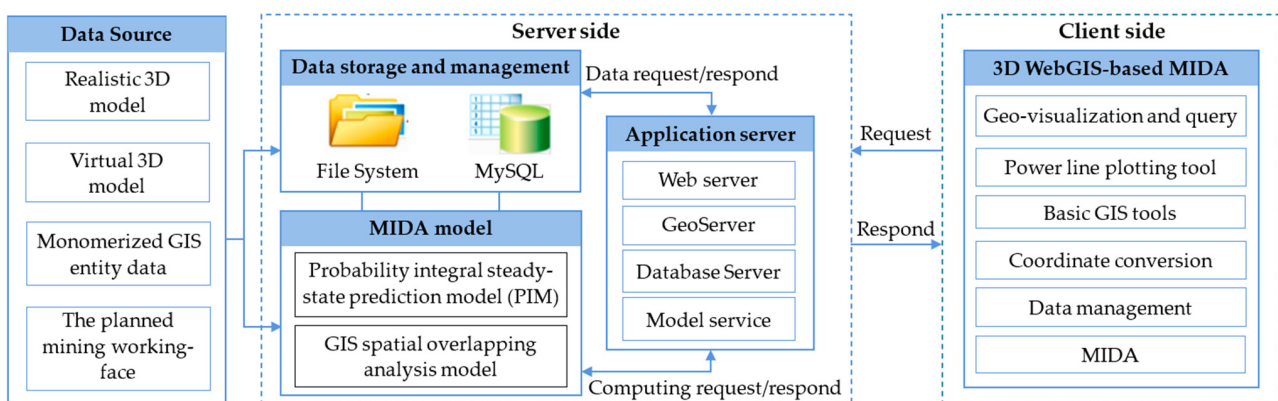 Data Source
Realistic 3D
model
Virtual 3D
model
Monomerized GIS
entity data
The planned
mining working-
face
Server side
Data storage and management
File System
MySQL
Data request/respond
MIDA model
Probability integral steady-
state prediction model (PIM)
GIS spatial overlapping
analysis model
Application server
Web server
GeoServer
Database Server
Model service
Computing request/respond
Request
Respond
Client side
3D WebGIS-based MIDA
Geo-visualization and query
Power line plotting tool
Basic GIS tools
Coordinate conversion
Data management
MIDA